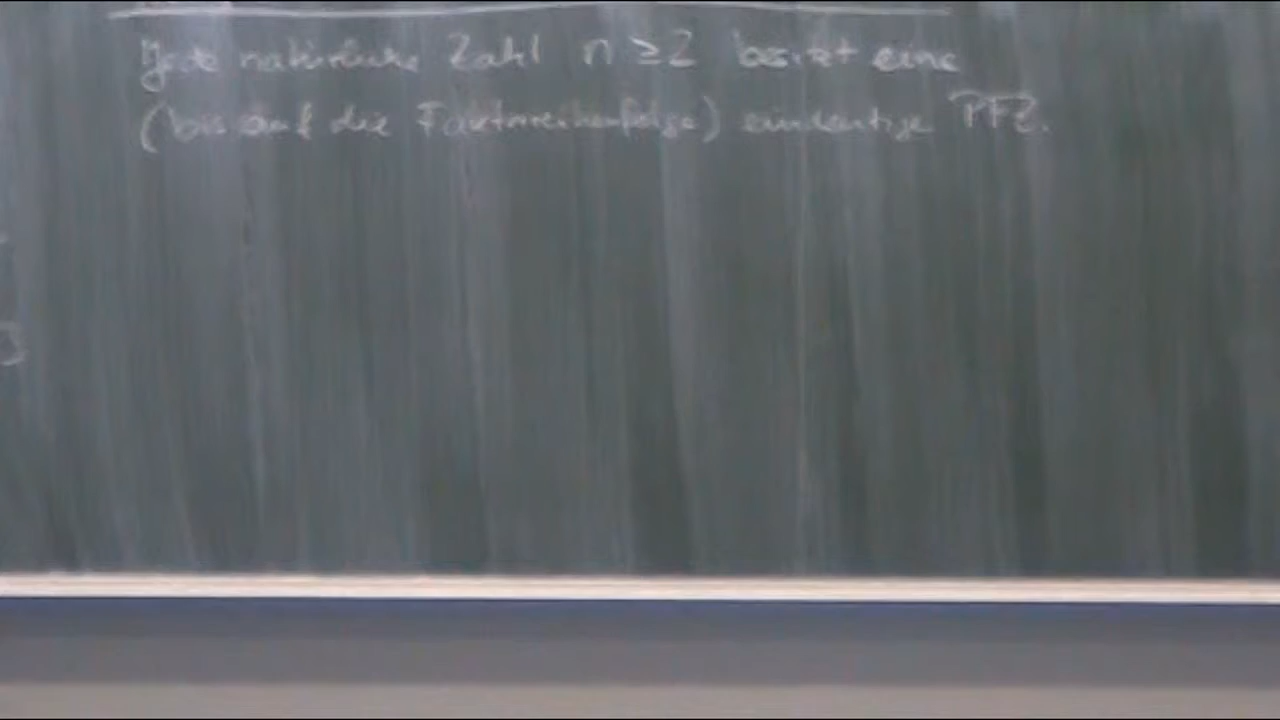 Jede natürliche Zahl n ≥ 2 besitzt eine
(bis auf die Faktorreihenfolge) eindeutige PFZ.